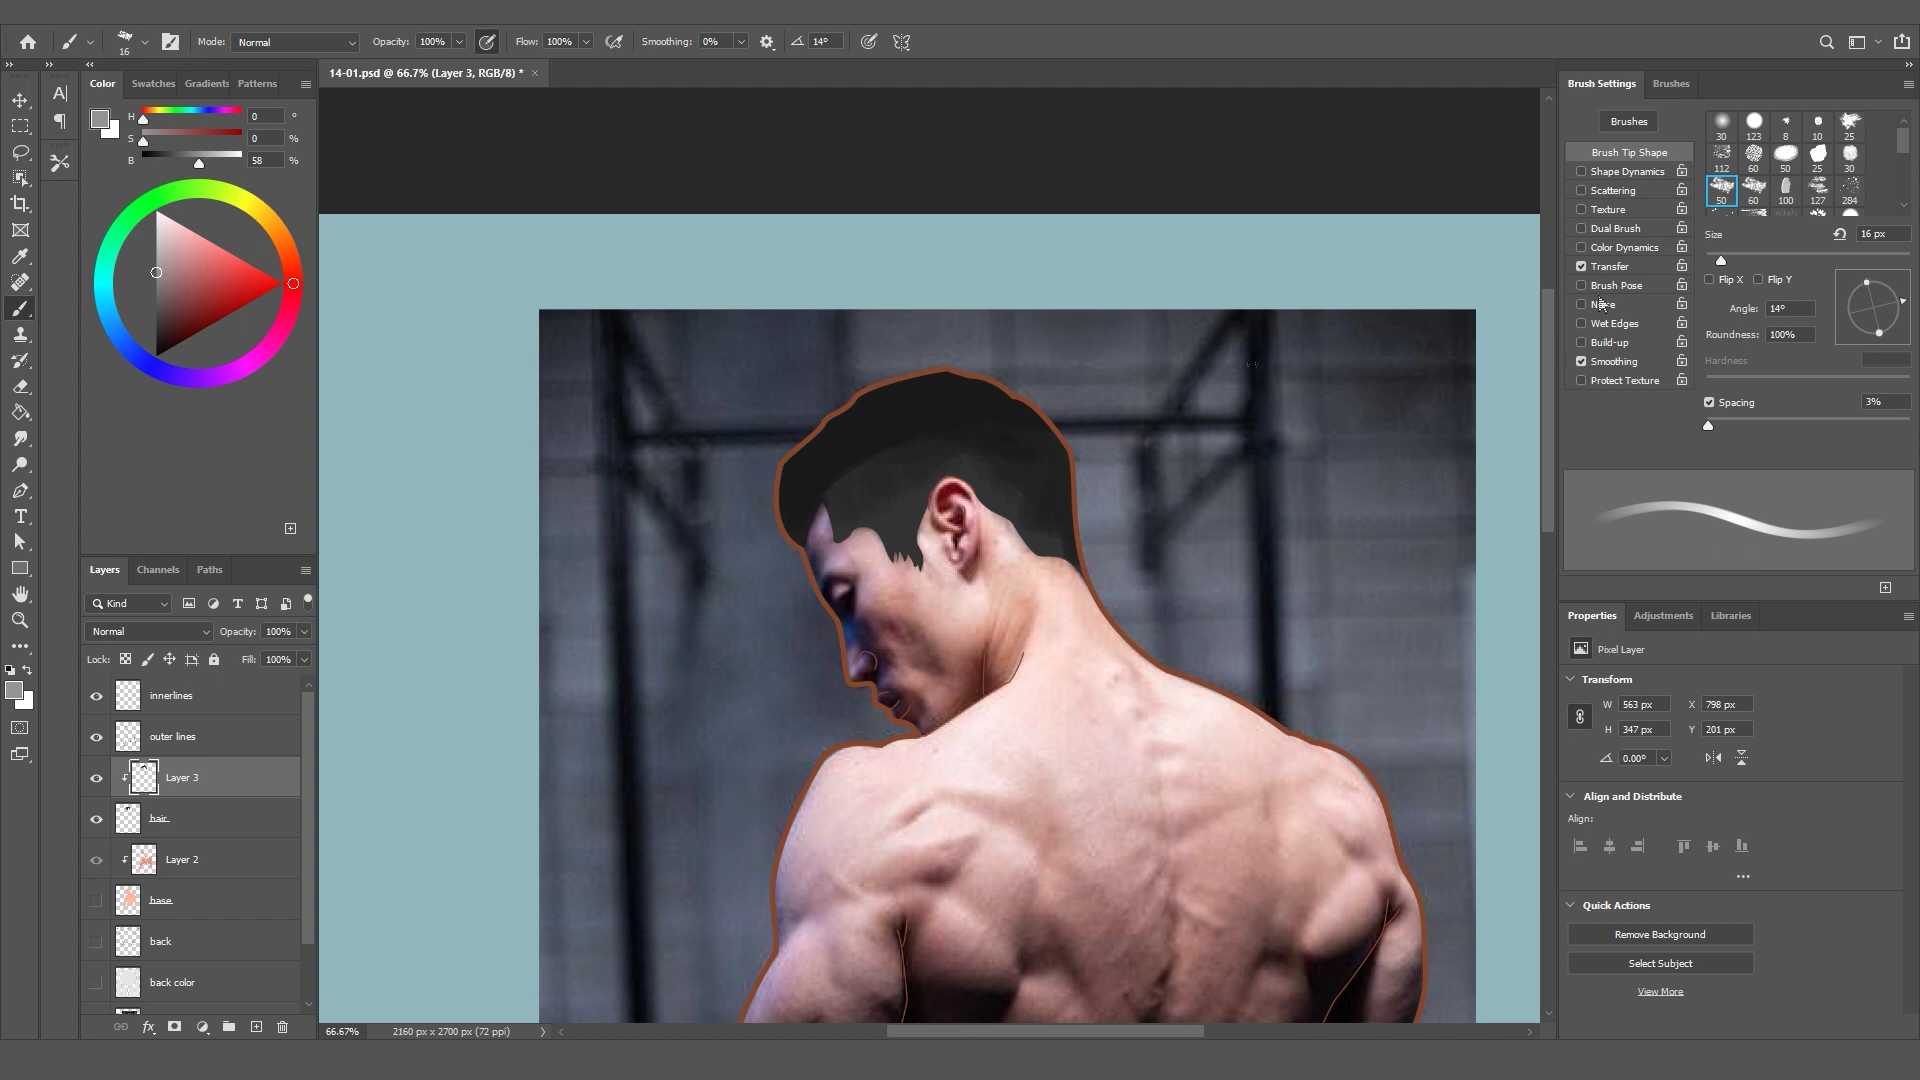 16
Mode: Normal
Opacity: 100%
Flow: 100%
Smoothing: 0%
14°
Color Swatches Gradients Patterns
14-01.psd @ 66.7% (Layer 3, RGB/8) *
H 0 °
S 0 %
B 58 %
Layers Channels Paths
Kind
Normal Opacity: 100%
Lock: Fill: 100%
innerlines
outer lines
Layer 3
hair
Layer 2
base
back
back color
66.67% 2160 px x 2700 px (72 ppi)
Brush Settings Brushes
Brushes
Brush Tip Shape
Shape Dynamics
Scattering
Texture
Dual Brush
Color Dynamics
Transfer
Brush Pose
Wet Edges
Build-up
Smoothing
Protect Texture
30 123 8 10 25
112 60 50 25 30
50 60 100 127 284
Size 16 px
Flip X Flip Y
Angle: 14°
Roundness: 100%
Hardness
Spacing 3%
Properties Adjustments Libraries
Pixel Layer
Transform
W 563 px X 798 px
H 347 px Y 201 px
0.00°
Align and Distribute
Align:
Quick Actions
Remove Background
Select Subject
View More